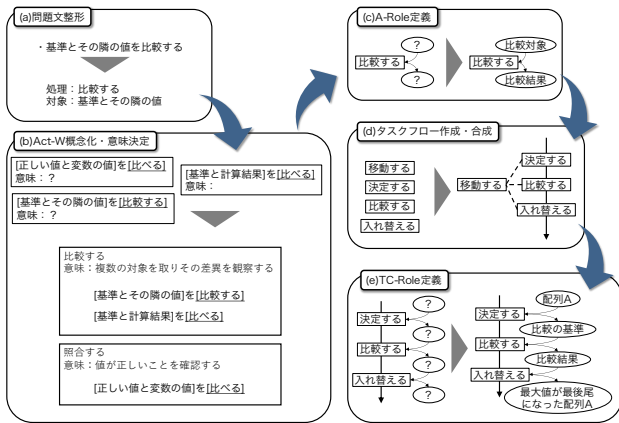 (a)問題文整形
・基準とその隣の値を比較する
処理：比較する
対象：基準とその隣の値
(b)Act-W概念化・意味決定
[正しい値と変数の値]を[比べる]
意味：？
[基準と計算結果]を[比べる]
意味：
[基準とその隣の値]を[比較する]
意味：？
比較する
意味：複数の対象を取りその差異を観察する
[基準とその隣の値]を[比較する]
[基準と計算結果]を[比べる]
照合する
意味：値が正しいことを確認する
[正しい値と変数の値]を[比べる]
(c)A-Role定義
?
比較する
?
比較対象
比較する
比較結果
(d)タスクフロー作成・合成
移動する
決定する
比較する
入れ替える
移動する
決定する
比較する
入れ替える
(e)TC-Role定義
?
決定する
?
比較する
?
入れ替える
?
配列A
決定する
比較の基準
比較する
比較結果
入れ替える
最大値が最後尾
になった配列A